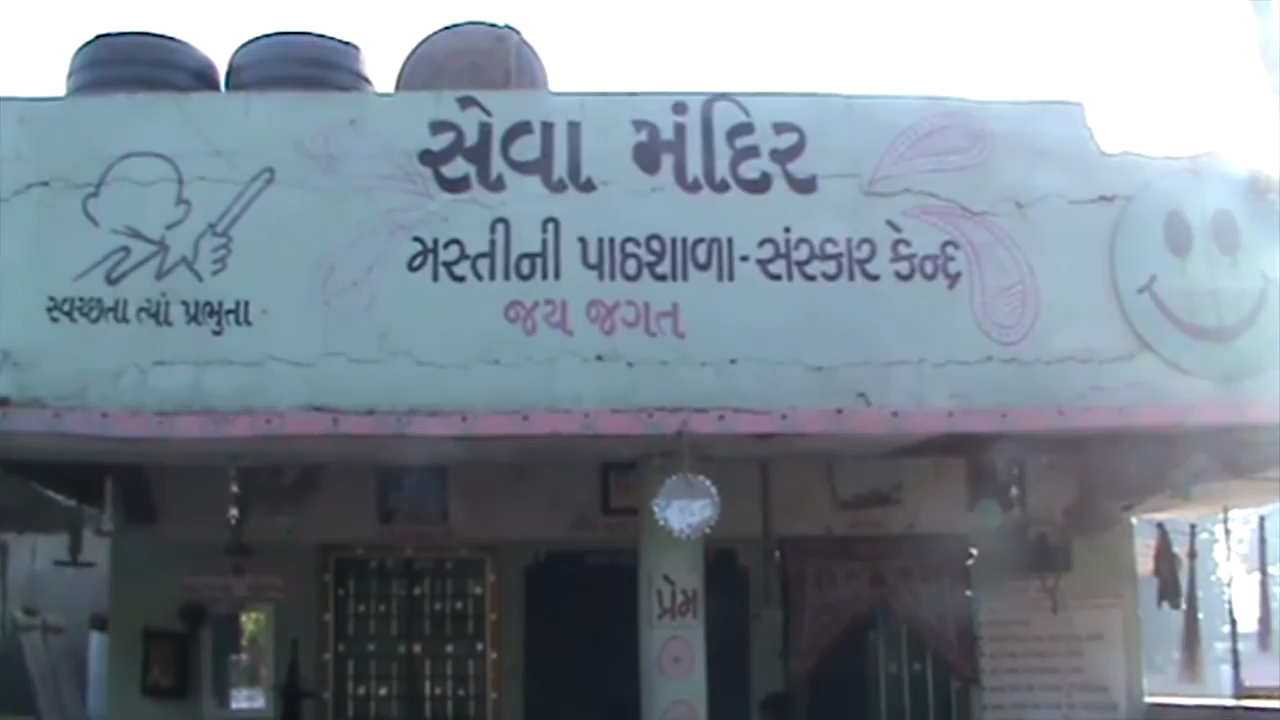 સેવા મંદિર
મસ્તીની પાઠશાળા-સંસ્કાર કેન્દ્ર
જય જગત
સ્વચ્છતા ત્યાં પ્રભુતા
પ્રેમ